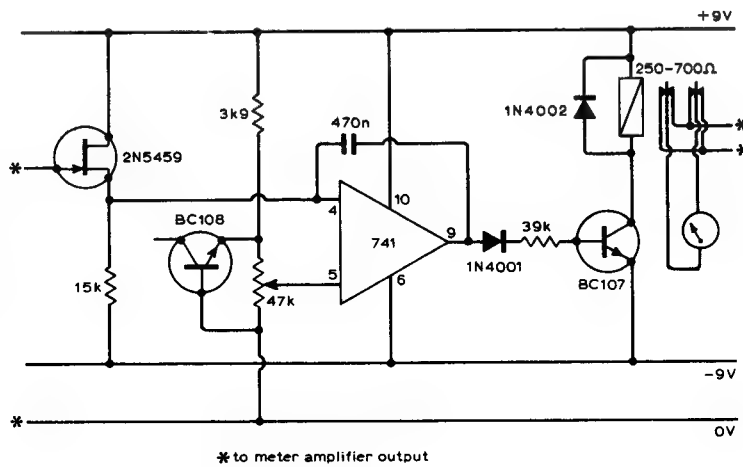 +9V
250-700Ω
1N4002
3k9
470n
2N5459
*
*
*
BC108
4
10
741
9
5
6
39k
1N4001
BC107
15k
47k
-9V
*
0V
* to meter amplifier output